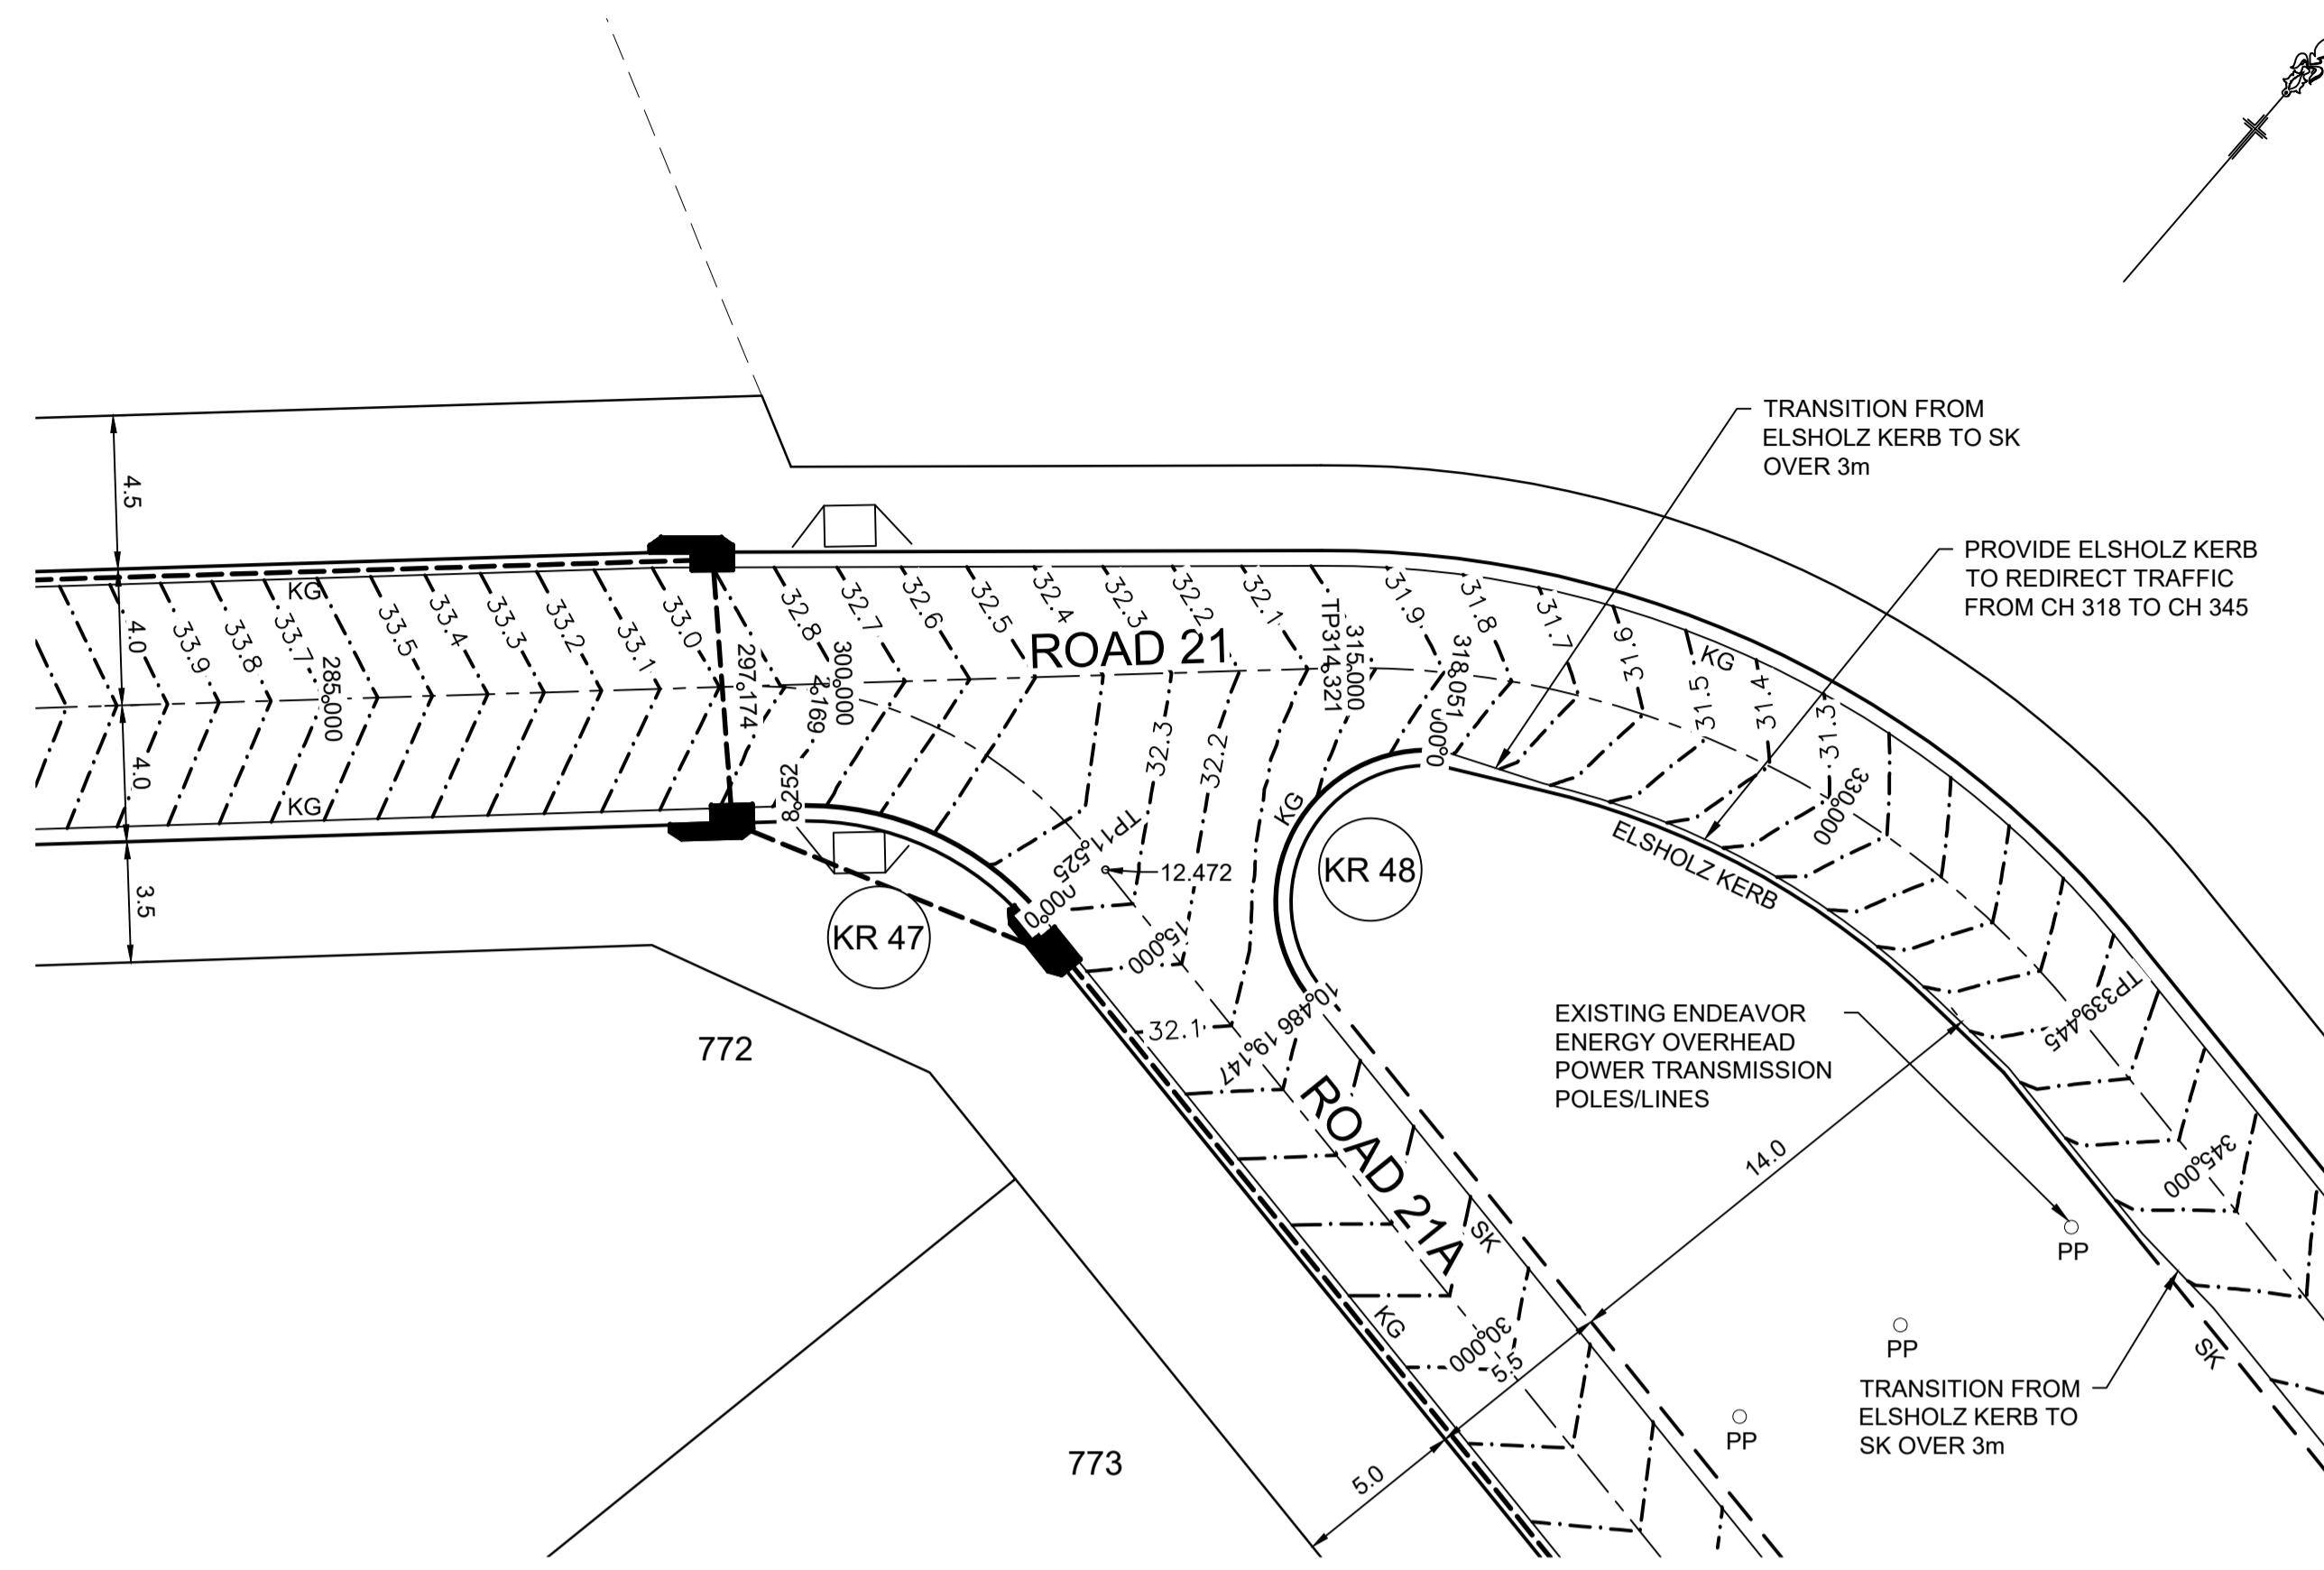 TRANSITION FROM
ELSHOLZ KERB TO SK
OVER 3m
PROVIDE ELSHOLZ KERB
TO REDIRECT TRAFFIC
FROM CH 318 TO CH 345
4.5
4.0
4.0
3.5
KG
KG
33.9
33.8
33.7
285.000
33.5
33.4
33.3
33.2
33.1
33.0
297.174
32.8
2.169
300.000
32.7
32.6
32.5
32.4
32.3
32.2
32.1
ROAD 21
TP314.321
315.000
31.9
318.051
31.8
31.7
31.6
31.5
KG
31.4
31.3
330.000
8.252
32.3
32.2
0.000
KG
KR 48
KR 47
TP11.525
12.472
0.000
15.000
32.1
10.486
19.147
ELSHOLZ KERB
TP339.445
345.000
772
EXISTING ENDEAVOR
ENERGY OVERHEAD
POWER TRANSMISSION
POLES/LINES
14.0
ROAD 21A
SK
KG
30.000
5.5
5.0
PP
PP
PP
SK
TRANSITION FROM
ELSHOLZ KERB TO
SK OVER 3m
773